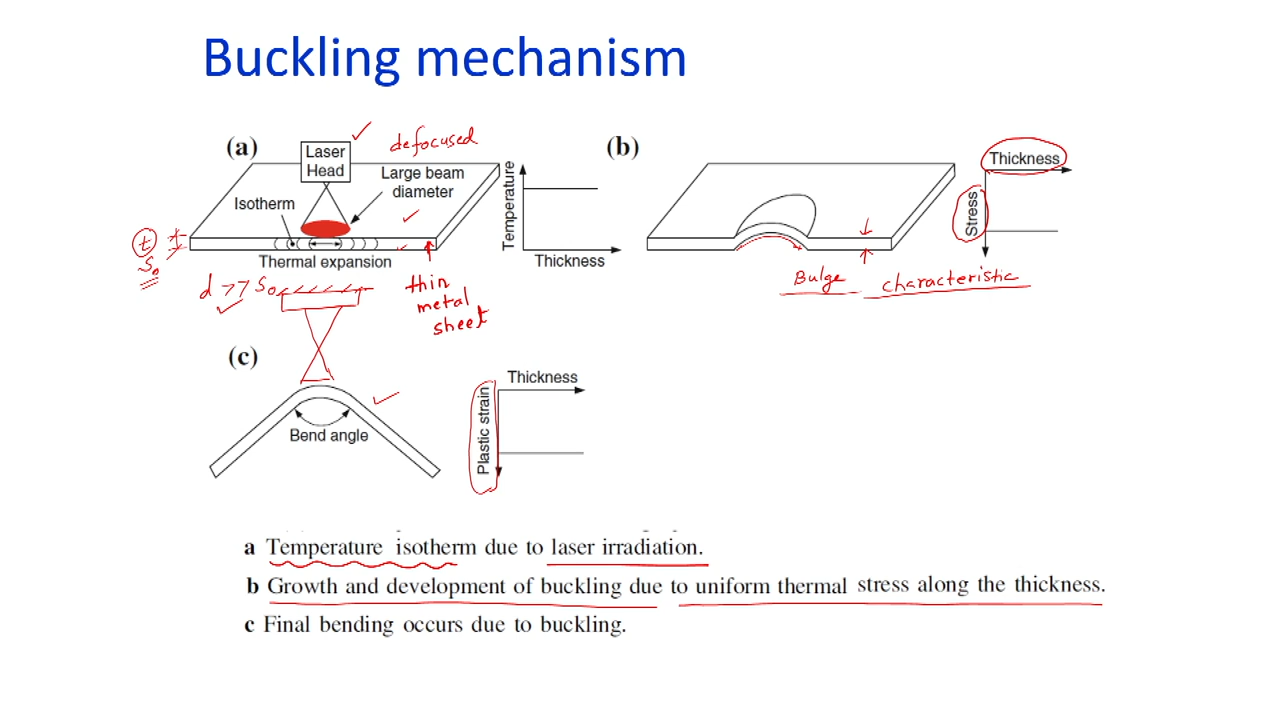 Buckling mechanism
(a)
Laser
Head
defocused
Large beam
diameter
Isotherm
Thermal expansion
t
S₀
d >> S₀
thin
metal
sheet
Temperature
Thickness
(b)
Thickness
Stress
Bulge characteristic
(c)
Bend angle
Thickness
Plastic strain
a Temperature isotherm due to laser irradiation.
b Growth and development of buckling due to uniform thermal stress along the thickness.
c Final bending occurs due to buckling.